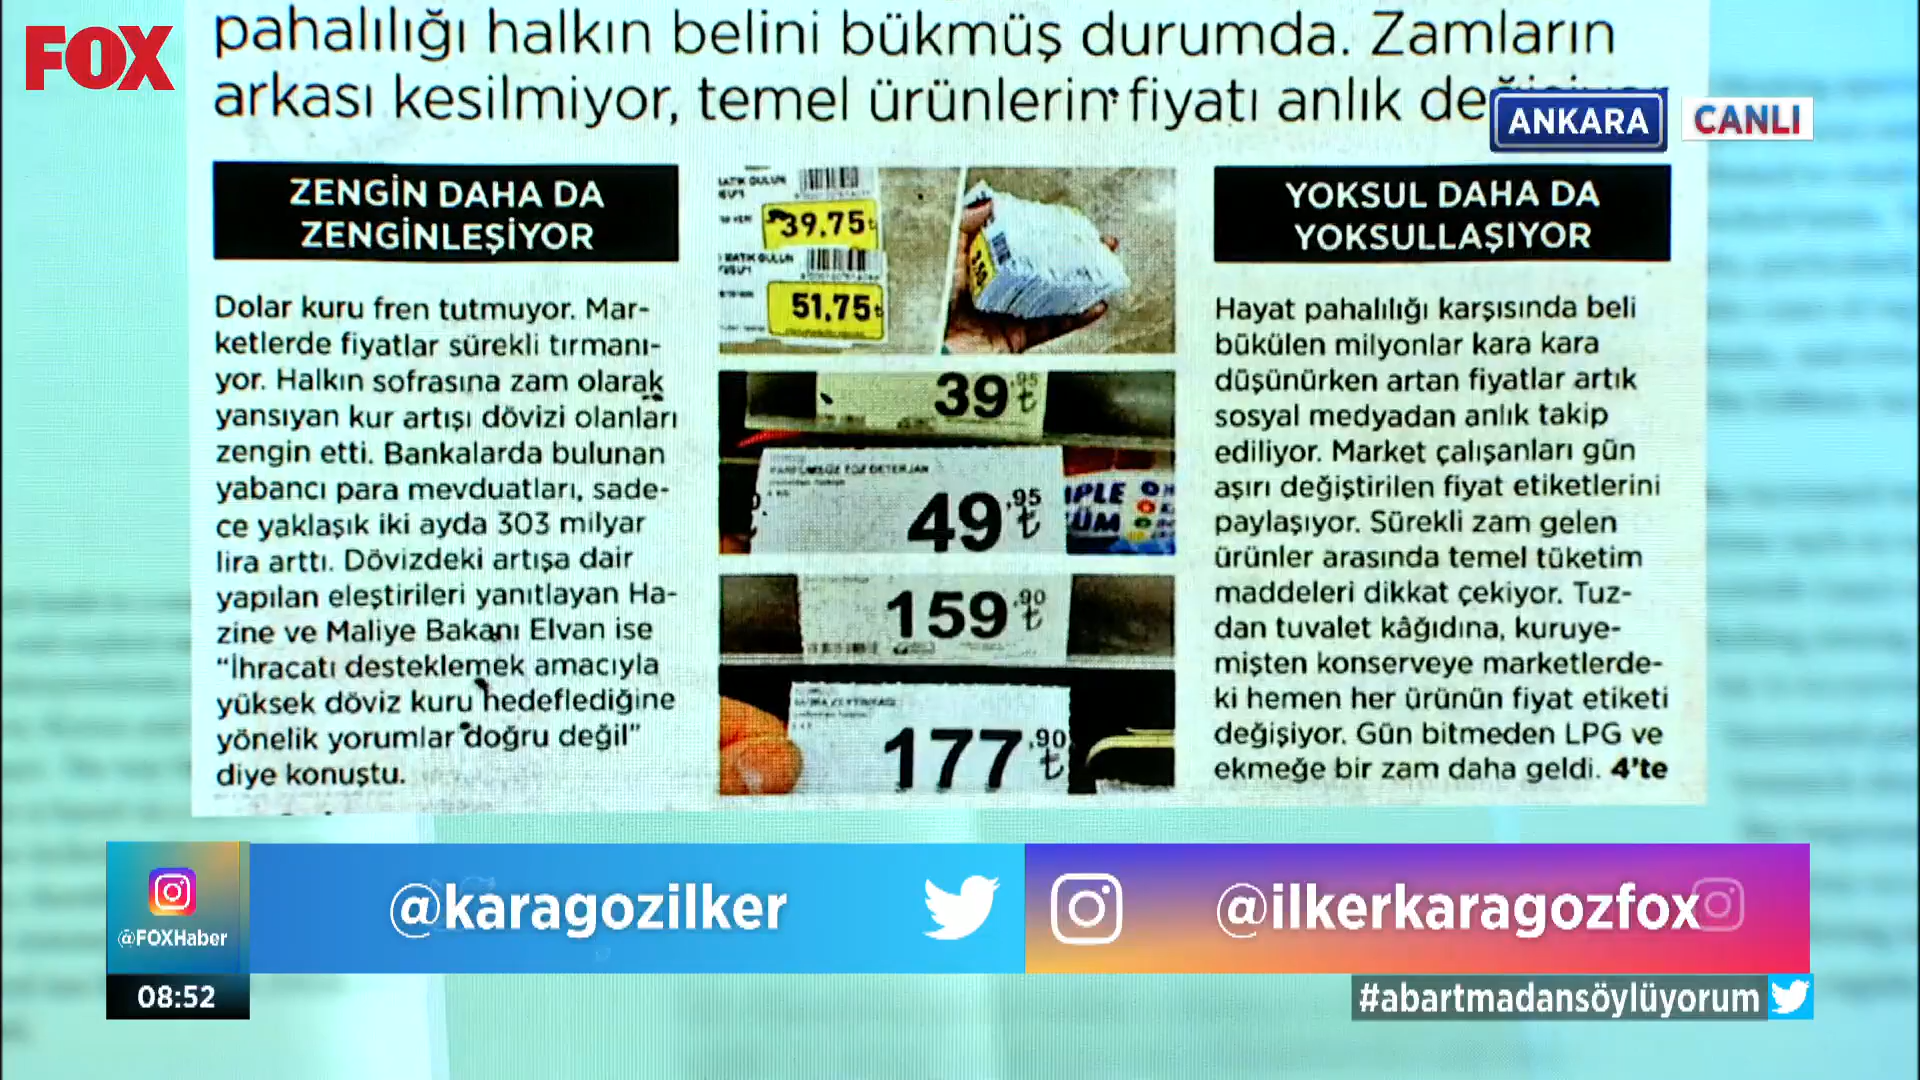 FOX
pahalılığı halkın belini bükmüş durumda. Zamların
arkası kesilmiyor, temel ürünlerin fiyatı anlık
ANKARA
CANLI
ZENGİN DAHA DA
ZENGİNLEŞİYOR
Dolar kuru fren tutmuyor. Mar-
ketlerde fiyatlar sürekli tırmanı-
yor. Halkın sofrasına zam olarak
yansıyan kur artışı dövizi olanları
zengin etti. Bankalarda bulunan
yabancı para mevduatları, sade-
ce yaklaşık iki ayda 303 milyar
lira arttı. Dövizdeki artışa dair
yapılan eleştirileri yanıtlayan Ha-
zine ve Maliye Bakanı Elvan ise
“İhracatı desteklemek amacıyla
yüksek döviz kuru hedeflediğine
yönelik yorumlar doğru değil”
diye konuştu.
39,75₺
51,75₺
39,95 ₺
PARFÜMSÜZ TOZ DETERJAN
49,95 ₺
159,90 ₺
177,90 ₺
YOKSUL DAHA DA
YOKSULLAŞIYOR
Hayat pahalılığı karşısında beli
bükülen milyonlar kara kara
düşünürken artan fiyatlar artık
sosyal medyadan anlık takip
ediliyor. Market çalışanları gün
aşırı değiştirilen fiyat etiketlerini
paylaşıyor. Sürekli zam gelen
ürünler arasında temel tüketim
maddeleri dikkat çekiyor. Tuz-
dan tuvalet kâğıdına, kuruye-
mişten konserveye marketlerde-
ki hemen her ürünün fiyat etiketi
değişiyor. Gün bitmeden LPG ve
ekmeğe bir zam daha geldi. 4’te
@FOXHaber
@karagozilker
@ilkerkaragozfox
08:52
#abartmadansöylüyorum